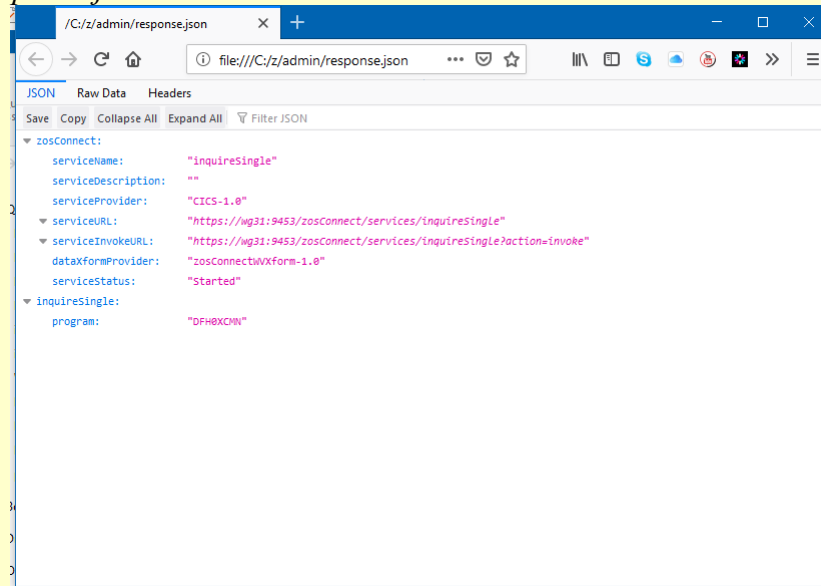 /C:/z/admin/response.json
file:///C:/z/admin/response.json
JSON Raw Data Headers
Save Copy Collapse All Expand All Filter JSON
zosConnect:
serviceName: "inquireSingle"
serviceDescription: ""
serviceProvider: "CICS-1.0"
serviceURL: "https://wg31:9453/zosConnect/services/inquireSingle"
serviceInvokeURL: "https://wg31:9453/zosConnect/services/inquireSingle?action=invoke"
dataXformProvider: "zosConnectWVXform-1.0"
serviceStatus: "Started"
inquireSingle:
program: "DFH0XCMN"